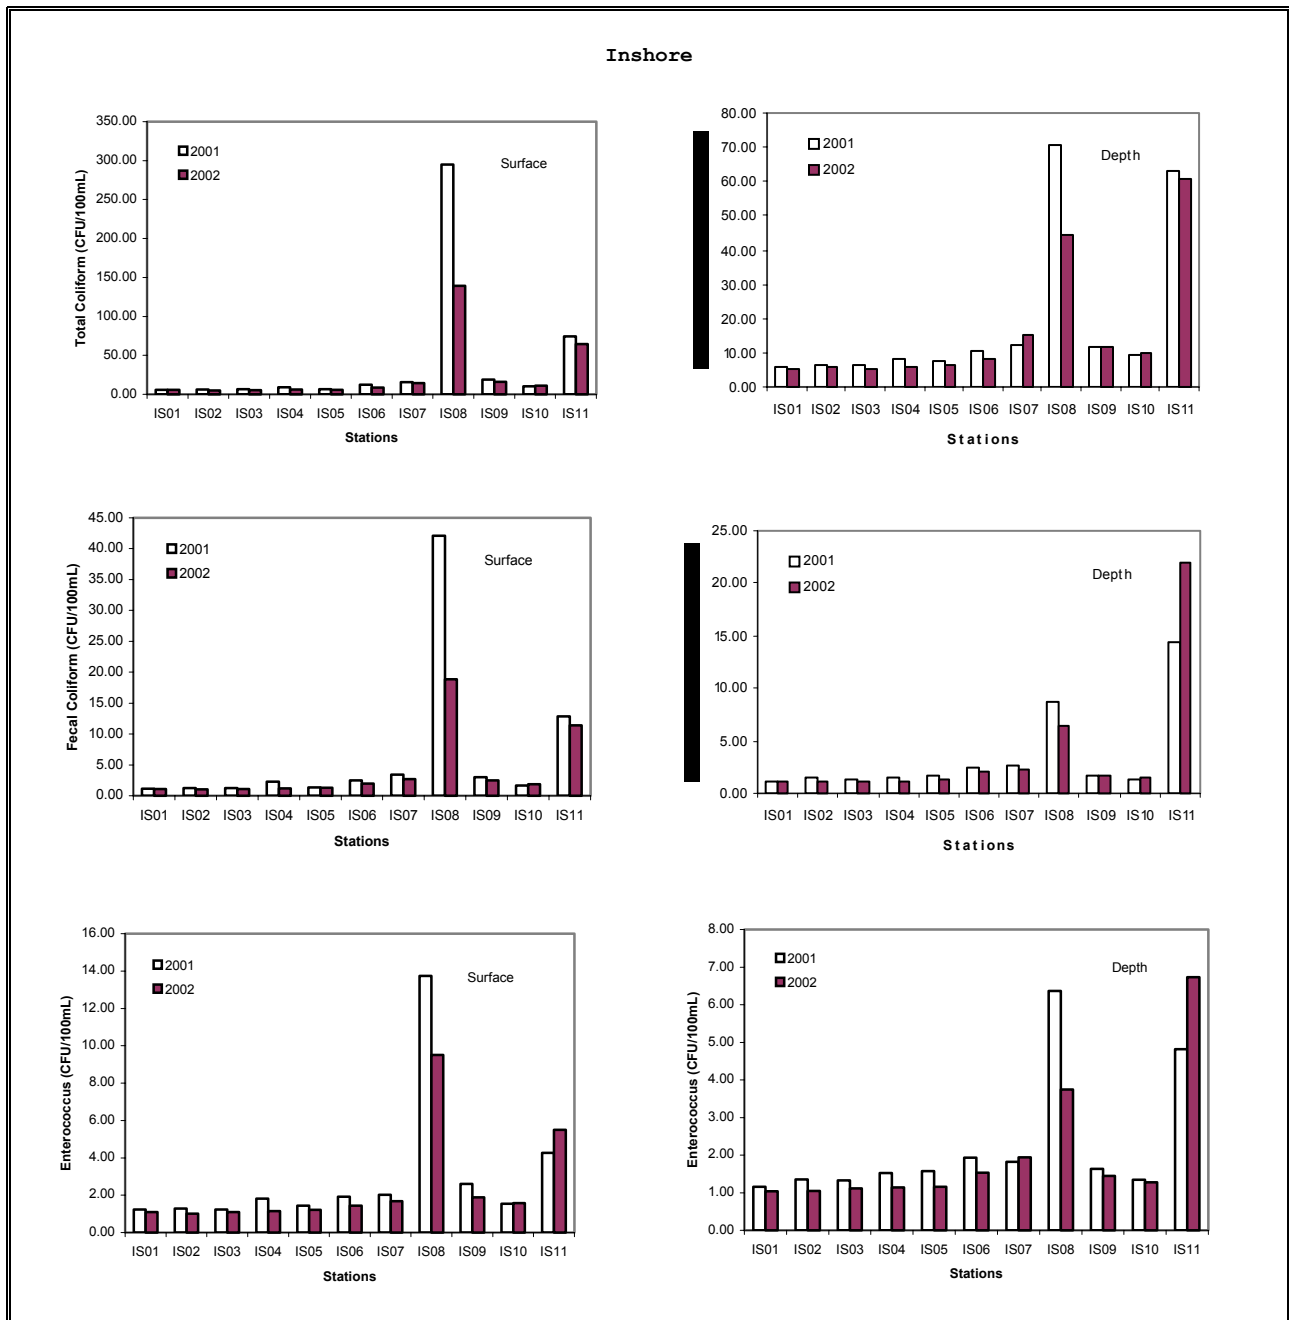 Inshore
350.00
300.00
250.00
200.00
150.00
100.00
50.00
0.00
Total Coliform (CFU/100mL)
2001
2002
Surface
IS01 IS02 IS03 IS04 IS05 IS06 IS07 IS08 IS09 IS10 IS11
Stations
80.00
70.00
60.00
50.00
40.00
30.00
20.00
10.00
0.00
2001
2002
Depth
IS01 IS02 IS03 IS04 IS05 IS06 IS07 IS08 IS09 IS10 IS11
Stations
45.00
40.00
35.00
30.00
25.00
20.00
15.00
10.00
5.00
0.00
Fecal Coliform (CFU/100mL)
2001
2002
Surface
IS01 IS02 IS03 IS04 IS05 IS06 IS07 IS08 IS09 IS10 IS11
Stations
25.00
20.00
15.00
10.00
5.00
0.00
2001
2002
Depth
IS01 IS02 IS03 IS04 IS05 IS06 IS07 IS08 IS09 IS10 IS11
Stations
16.00
14.00
12.00
10.00
8.00
6.00
4.00
2.00
0.00
Enterococcus (CFU/100mL)
2001
2002
Surface
IS01 IS02 IS03 IS04 IS05 IS06 IS07 IS08 IS09 IS10 IS11
Stations
8.00
7.00
6.00
5.00
4.00
3.00
2.00
1.00
0.00
Enterococcus (CFU/100mL)
2001
2002
Depth
IS01 IS02 IS03 IS04 IS05 IS06 IS07 IS08 IS09 IS10 IS11
Stations